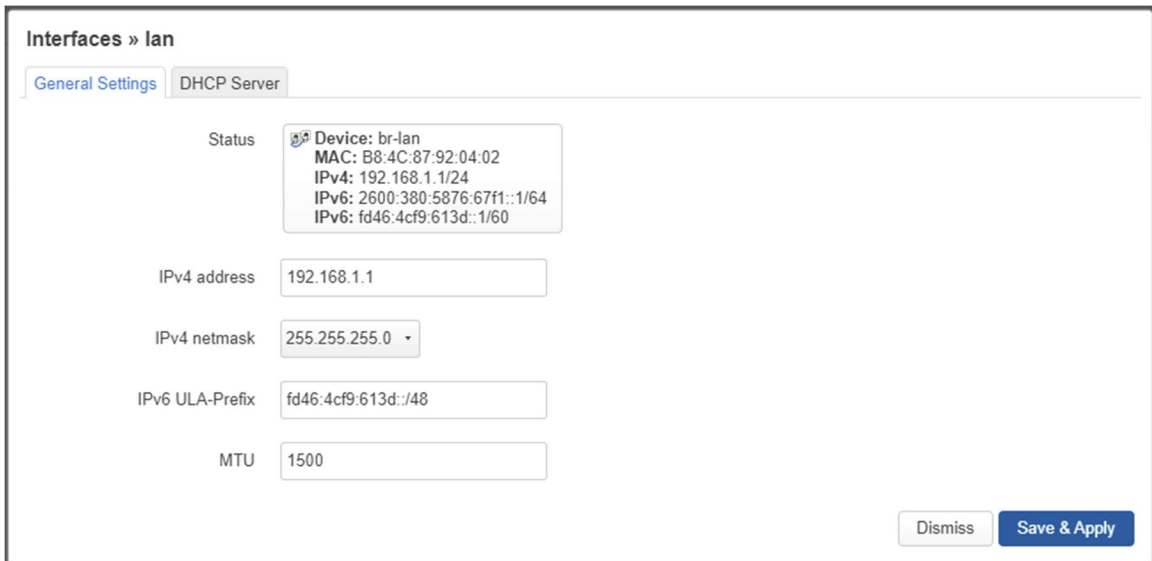 Interfaces » lan
General Settings DHCP Server
Status
Device: br-lan
MAC: B8:4C:87:92:04:02
IPv4: 192.168.1.1/24
IPv6: 2600:380:5876:67f1::1/64
IPv6: fd46:4cf9:613d::1/60
IPv4 address 192.168.1.1
IPv4 netmask 255.255.255.0
IPv6 ULA-Prefix fd46:4cf9:613d::/48
MTU 1500
Dismiss Save & Apply